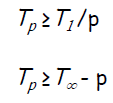 Tₚ ≥ T₁/p
Tₚ ≥ T∞ - p